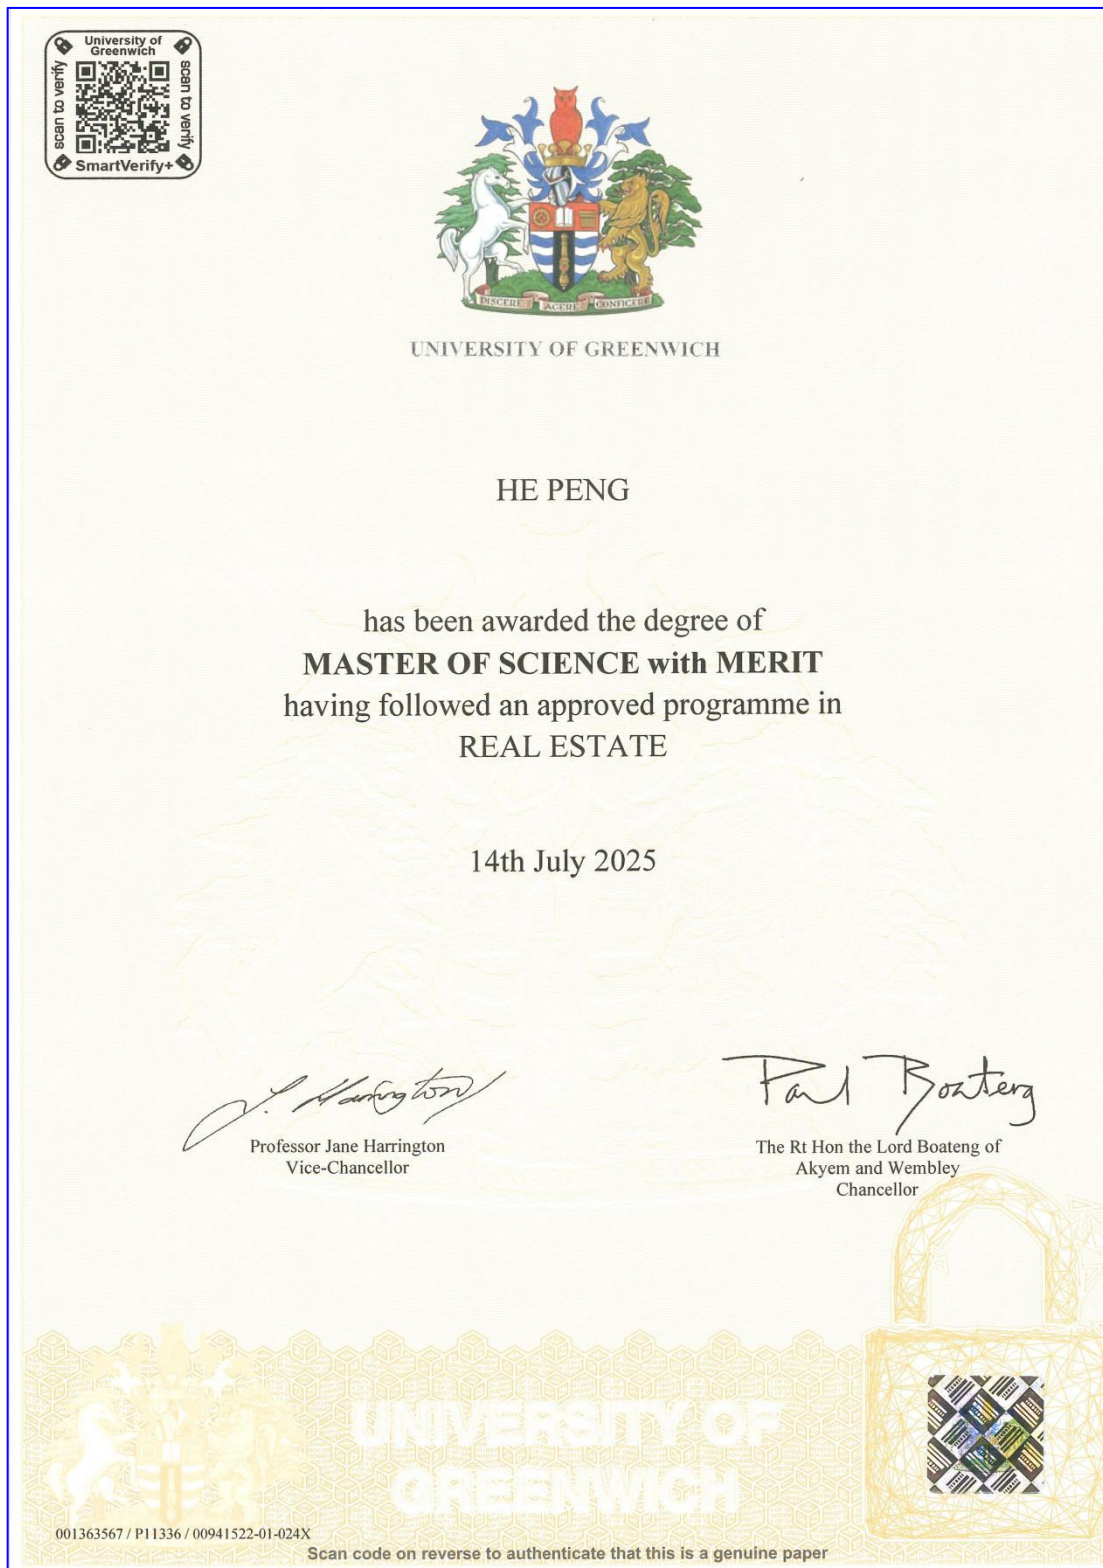 University of
Greenwich
scan to verify
scan to verify
SmartVerify+
DISCERE AGERE CONFICERE
UNIVERSITY OF GREENWICH
HE PENG
has been awarded the degree of
MASTER OF SCIENCE with MERIT
having followed an approved programme in
REAL ESTATE
14th July 2025
J. Harrington
Paul Boateng
Professor Jane Harrington
Vice-Chancellor
The Rt Hon the Lord Boateng of
Akyem and Wembley
Chancellor
UNIVERSITY OF
GREENWICH
001363567 / P11336 / 00941522-01-024X
Scan code on reverse to authenticate that this is a genuine paper